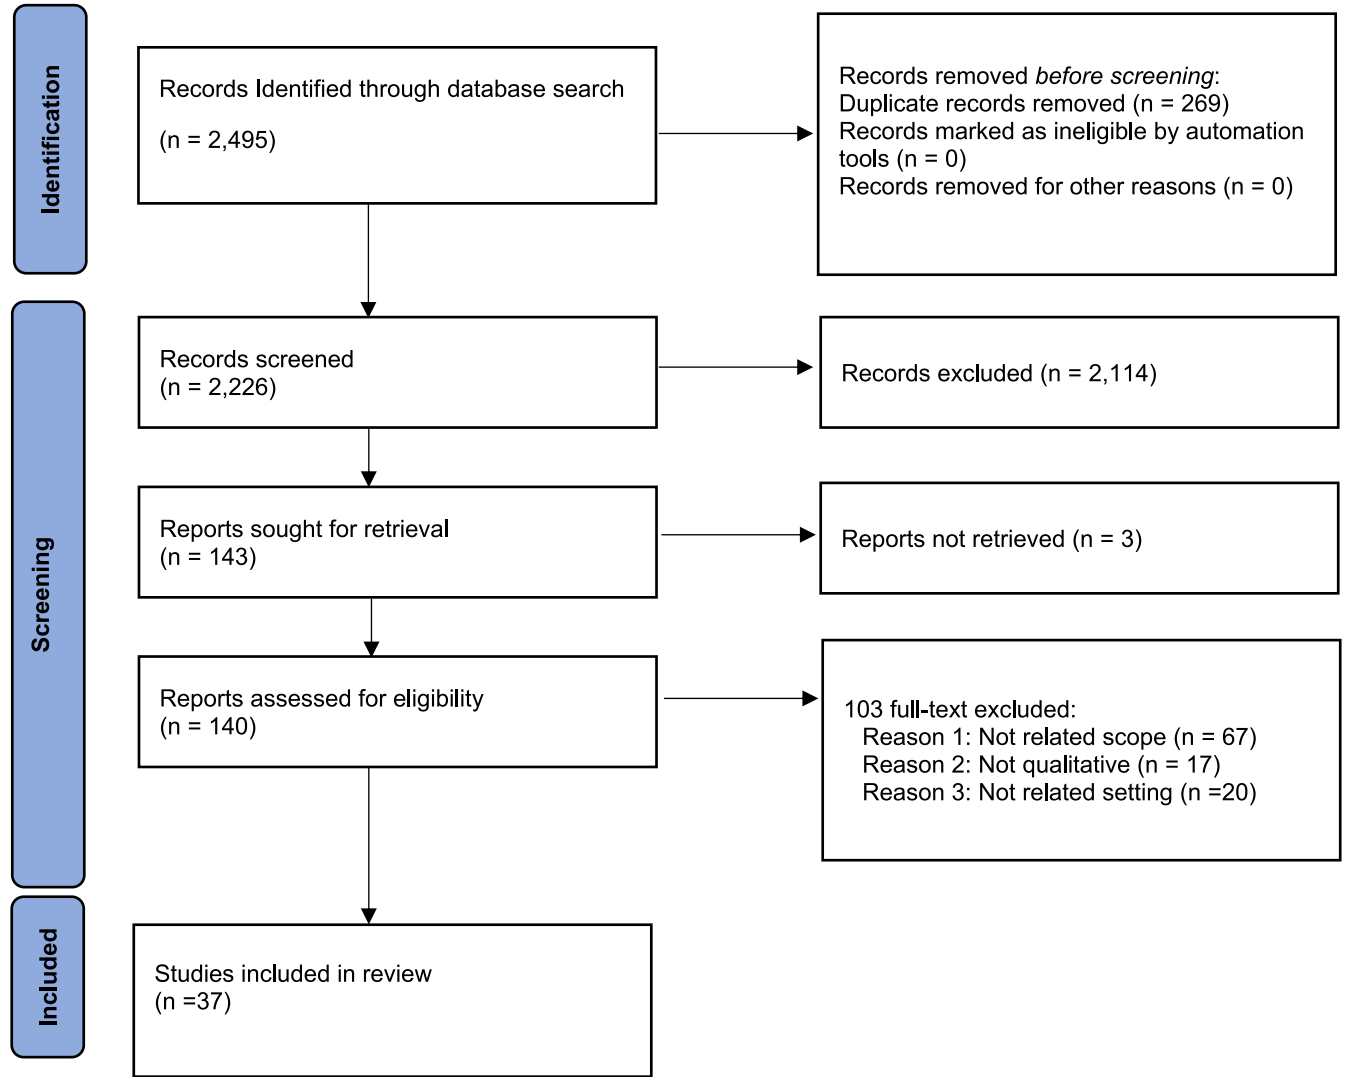 Identification
Records Identified through database search
(n = 2,495)
Records removed before screening:
Duplicate records removed (n = 269)
Records marked as ineligible by automation
tools (n = 0)
Records removed for other reasons (n = 0)
Screening
Records screened
(n = 2,226)
Records excluded (n = 2,114)
Reports sought for retrieval
(n = 143)
Reports not retrieved (n = 3)
Reports assessed for eligibility
(n = 140)
103 full-text excluded:
Reason 1: Not related scope (n = 67)
Reason 2: Not qualitative (n = 17)
Reason 3: Not related setting (n =20)
Included
Studies included in review
(n =37)